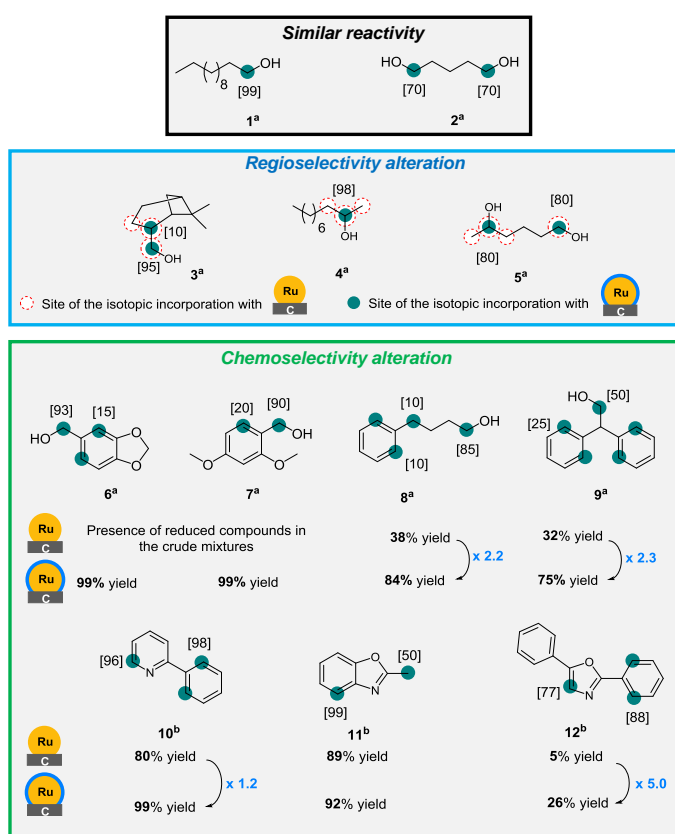 Similar reactivity
OH
8
[99]
1a
HO
OH
[70]
[70]
2a
Regioselectivity alteration
[10]
OH
[95]
3a
[98]
6
OH
4a
[80]
OH
OH
[80]
5a
Site of the isotopic incorporation with
Ru
C
Site of the isotopic incorporation with
Ru
C
Chemoselectivity alteration
[93]
[15]
HO
O
O
6a
[20]
[90]
OH
O
O
7a
[10]
OH
[85]
[10]
8a
HO
[50]
[25]
9a
Ru
C
Presence of reduced compounds in
the crude mixtures
38% yield
x 2.2
32% yield
x 2.3
Ru
C
99% yield
99% yield
84% yield
75% yield
[96]
[98]
N
10b
[50]
O
N
[99]
11b
O
N
[77]
[88]
12b
Ru
C
80% yield
x 1.2
89% yield
5% yield
x 5.0
Ru
C
99% yield
92% yield
26% yield